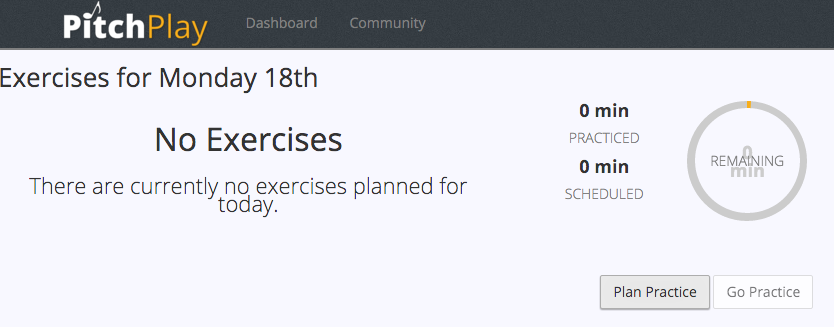 PitchPlay Dashboard Community
Exercises for Monday 18th
No Exercises
There are currently no exercises planned for
today.
0 min
PRACTICED
0 min
SCHEDULED
0
REMAINING
min
Plan Practice Go Practice